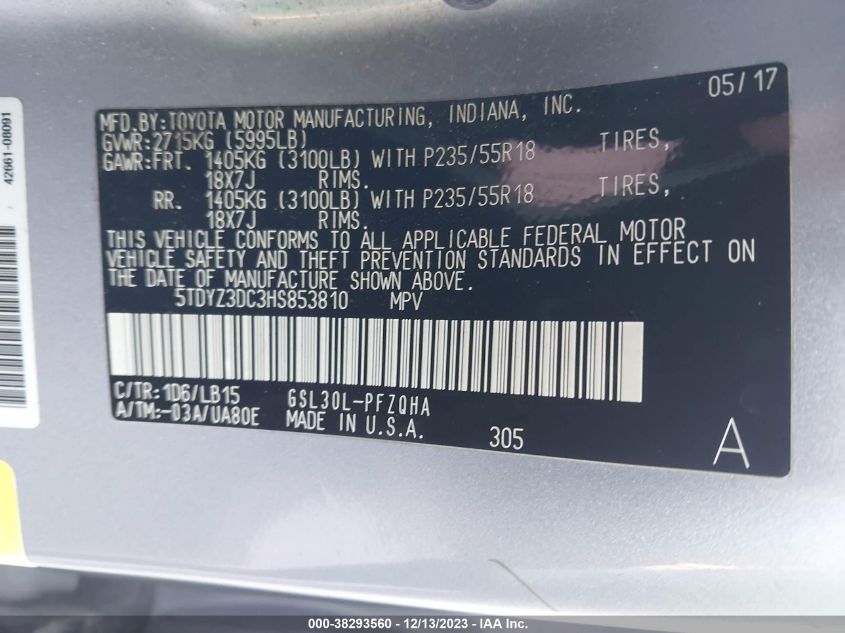 42661-08091
05/17
MFD.BY:TOYOTA MOTOR MANUFACTURING, INDIANA, INC.
GVWR:2715KG (5995LB)
GAWR:FRT. 1405KG (3100LB) WITH P235/55R18 TIRES,
18X7J RIMS.
RR. 1405KG (3100LB) WITH P235/55R18 TIRES,
18X7J RIMS.
THIS VEHICLE CONFORMS TO ALL APPLICABLE FEDERAL MOTOR
VEHICLE SAFETY AND THEFT PREVENTION STANDARDS IN EFFECT ON
THE DATE OF MANUFACTURE SHOWN ABOVE.
5TDYZ3DC3HS853810 MPV
C/TR:1D6/LB15 GSL30L-PFZQHA
A/TM:-03A/UA80E MADE IN U.S.A. 305 A
000-38293560 - 12/13/2023 - IAA Inc.